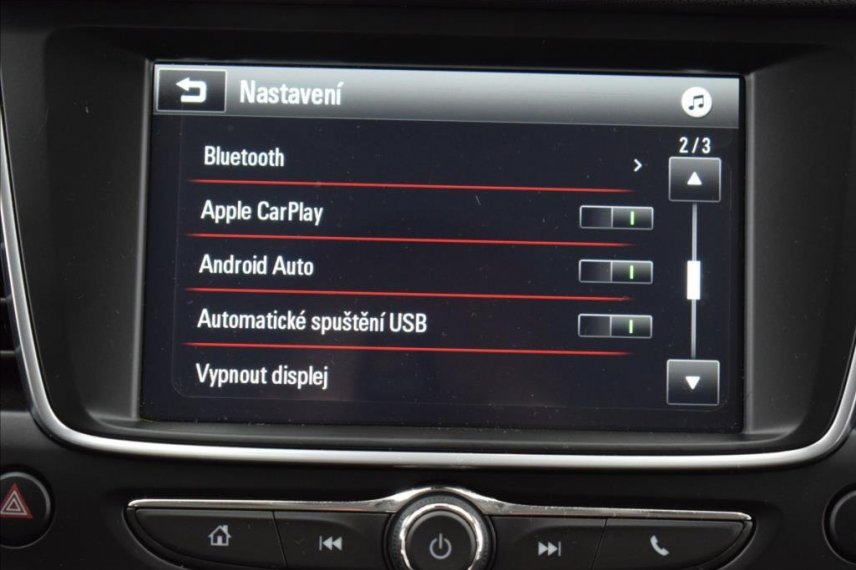 Nastavení
2/3
Bluetooth
Apple CarPlay
Android Auto
Automatické spuštění USB
Vypnout displej